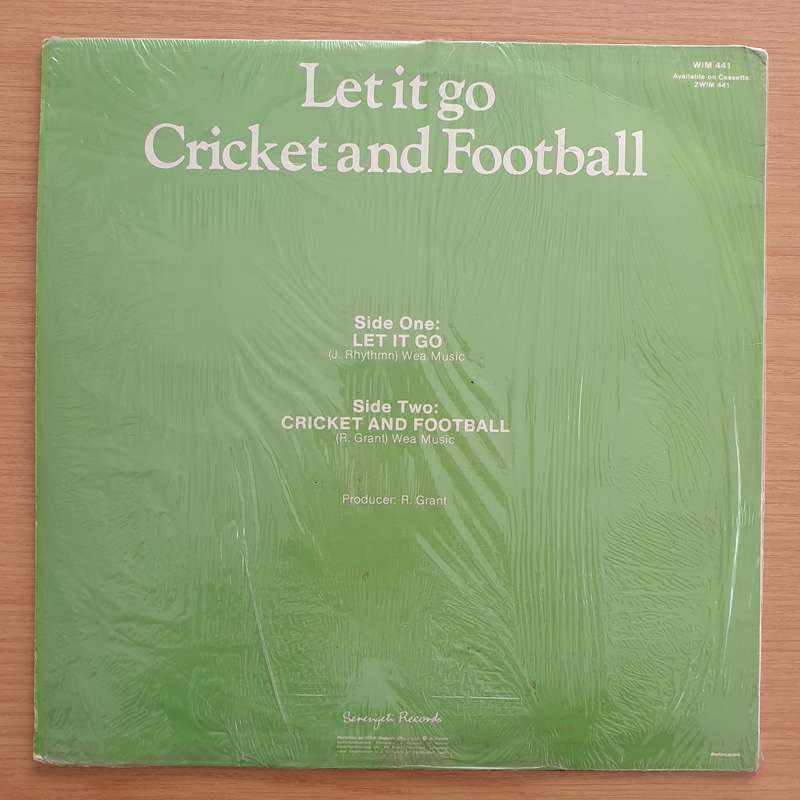 WIM 441
Available on Cassette:
ZWIM 441
Let it go
Cricket and Football
Side One:
LET IT GO
(J. Rhythmn) Wea Music
Side Two:
CRICKET AND FOOTBALL
(R. Grant) Wea Music
Producer: R. Grant
Serengeti Records